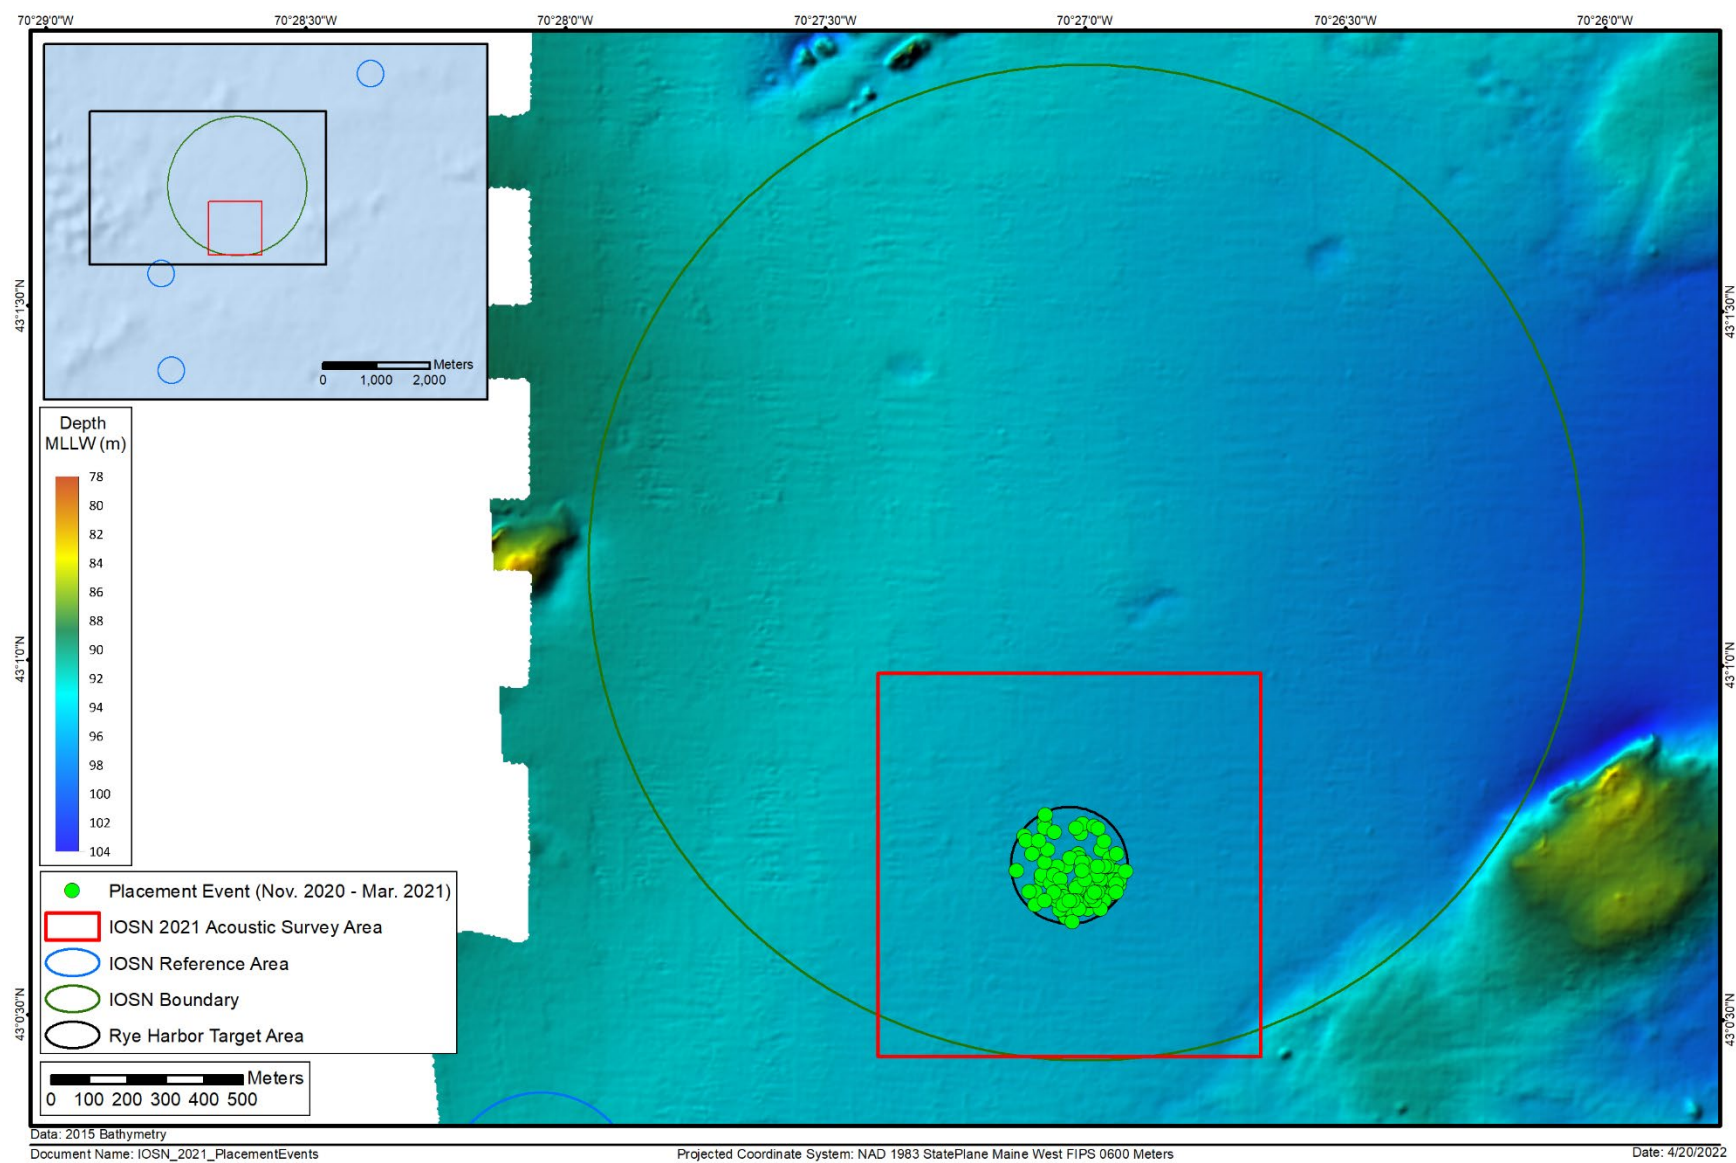 70°29'0"W 70°28'30"W 70°28'0"W 70°27'30"W 70°27'0"W 70°26'30"W 70°26'0"W
Meters
0 1,000 2,000
43°1'30"N 43°1'30"N
Depth
MLLW (m)
78
80
82
84
86
88
90
92
94
96
98
100
102
104
43°1'0"N 43°1'0"N
Placement Event (Nov. 2020 - Mar. 2021)
IOSN 2021 Acoustic Survey Area
IOSN Reference Area
IOSN Boundary
Rye Harbor Target Area
43°0'30"N 43°0'30"N
Meters
0 100 200 300 400 500
Data: 2015 Bathymetry
Document Name: IOSN_2021_PlacementEvents Projected Coordinate System: NAD 1983 StatePlane Maine West FIPS 0600 Meters Date: 4/20/2022